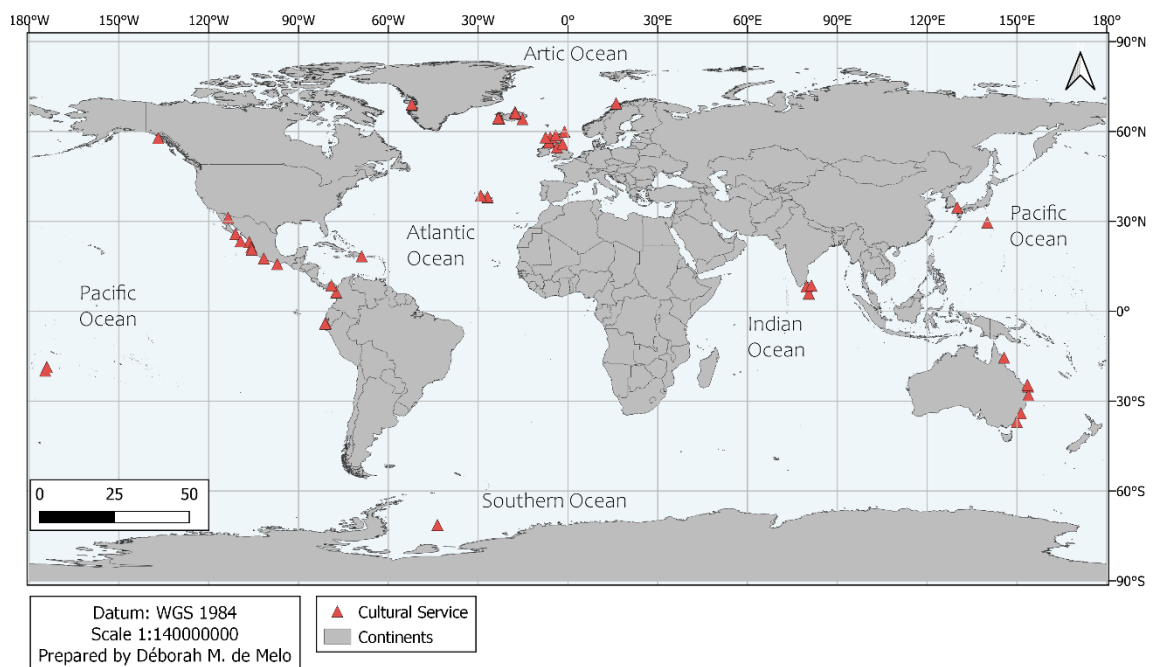 180° 150°W 120°W 90°W 60°W 30°W 0° 30°E 60°E 90°E 120°E 150°E 180°
90°N
Artic Ocean
60°N
30°N
Atlantic
Ocean
Pacific
Ocean
Pacific
Ocean
0°
Indian
Ocean
30°S
0 25 50
Southern Ocean
60°S
90°S
Datum: WGS 1984
Scale 1:140000000
Prepared by Déborah M. de Melo
Cultural Service
Continents